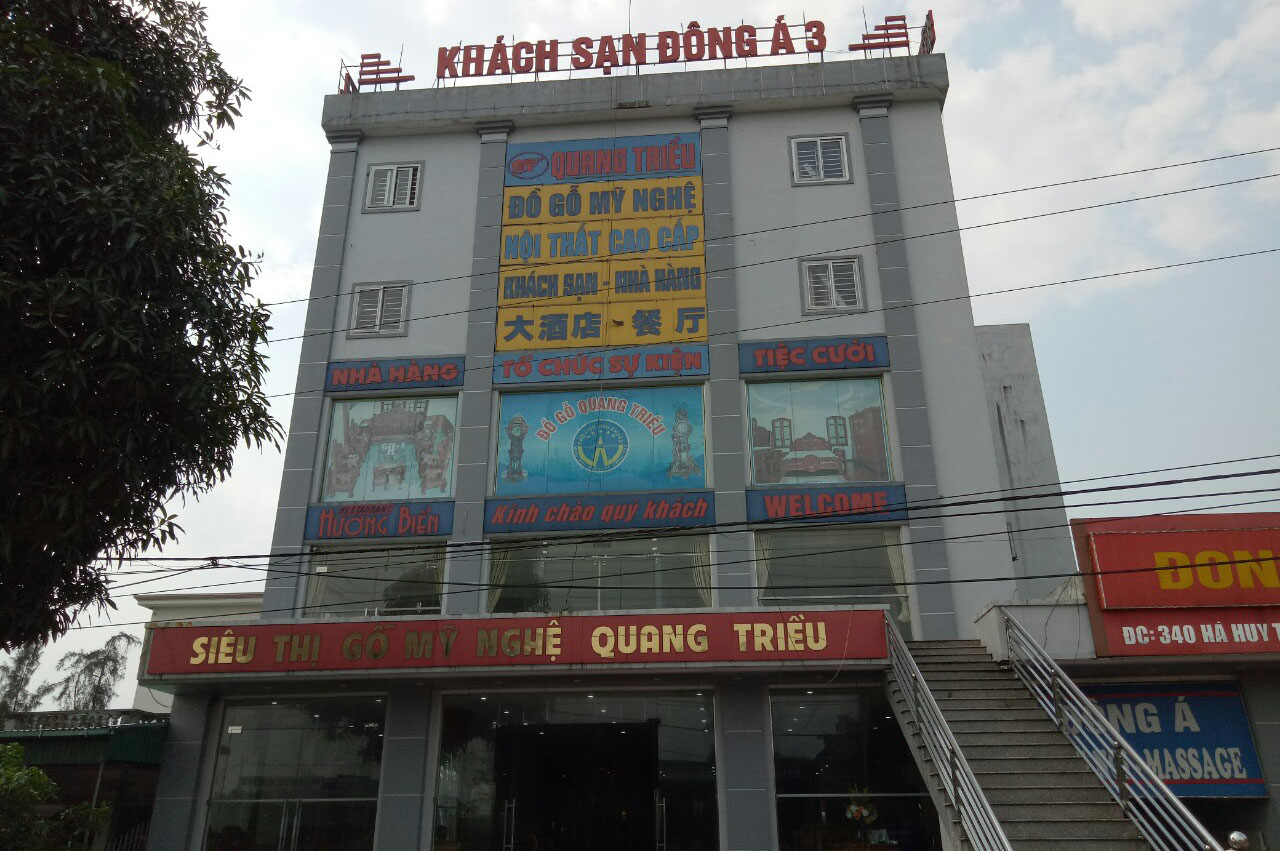 KHÁCH SẠN ĐÔNG Á 3
QUANG TRIỀU
ĐỒ GỖ MỸ NGHỆ
NỘI THẤT CAO CẤP
KHÁCH SẠN - NHÀ HÀNG
大酒店 - 餐厅
NHÀ HÀNG
TỔ CHỨC SỰ KIỆN
TIỆC CƯỚI
ĐỒ GỖ QUANG TRIỀU
RESTAURANT
HƯƠNG BIỂN
Kính chào quý khách
WELCOME
SIÊU THỊ GỖ MỸ NGHỆ QUANG TRIỀU
ĐON
ĐC: 340 HÀ HUY T
ĐÔNG Á
MASSAGE